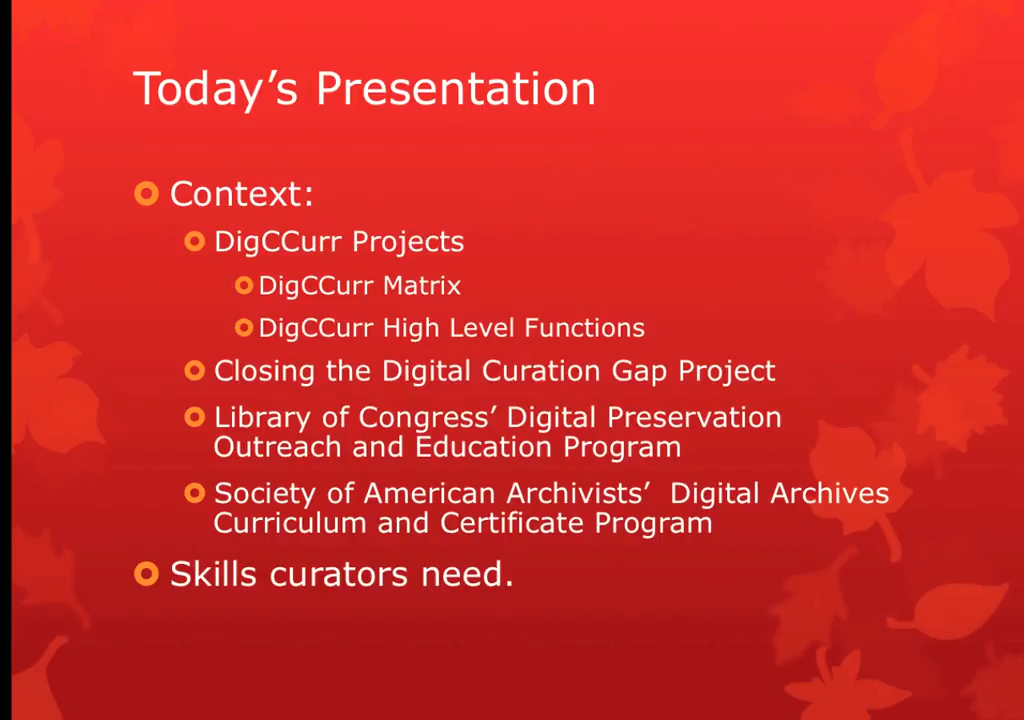 Today’s Presentation
Context:
DigCCurr Projects
DigCCurr Matrix
DigCCurr High Level Functions
Closing the Digital Curation Gap Project
Library of Congress’ Digital Preservation
Outreach and Education Program
Society of American Archivists’  Digital Archives
Curriculum and Certificate Program
Skills curators need.